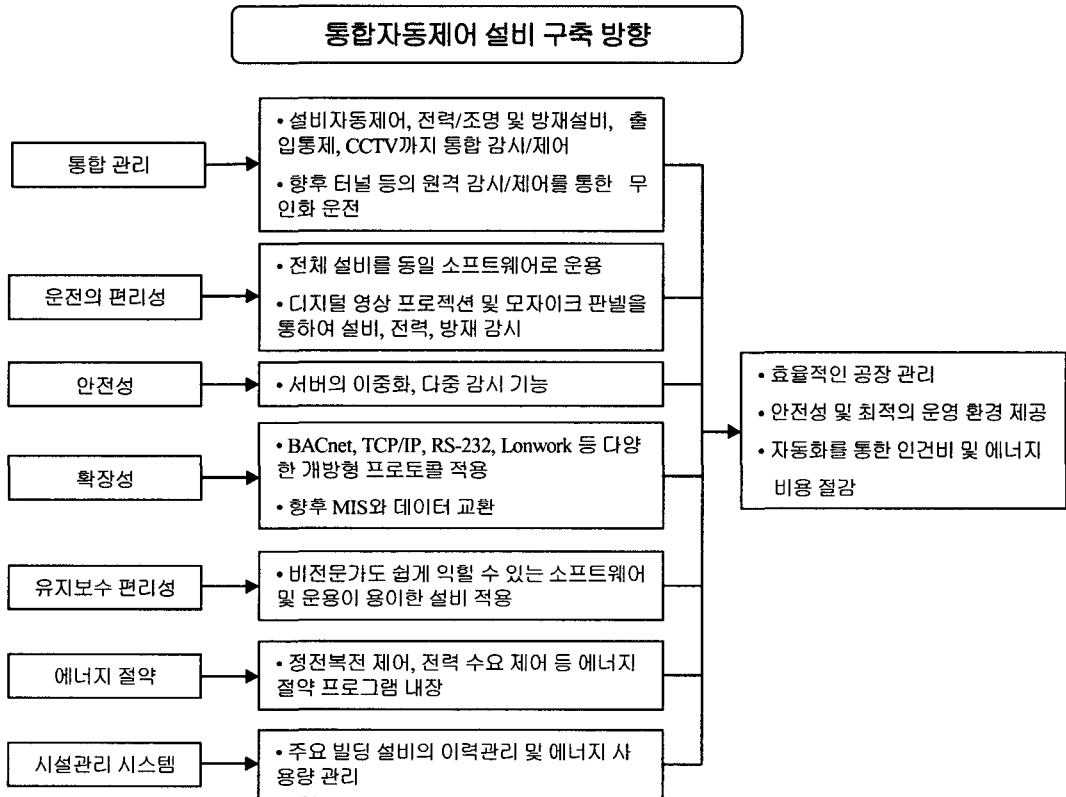 통합자동제어 설비 구축 방향
통합 관리
• 설비자동제어, 전력/조명 및 방재설비, 출
입통제, CCTV까지 통합 감시/제어
• 향후 터널 등의 원격 감시/제어를 통한 무
인화 운전
운전의 편리성
• 전체 설비를 동일 소프트웨어로 운용
• 디지털 영상 프로젝션 및 모자이크 판넬을
통하여 설비, 전력, 방재 감시
안전성
• 서버의 이중화, 다중 감시 기능
확장성
• BACnet, TCP/IP, RS-232, Lonwork 등 다양
한 개방형 프로토콜 적용
• 향후 MIS와 데이터 교환
유지보수 편리성
• 비전문가도 쉽게 익힐 수 있는 소프트웨어
및 운용이 용이한 설비 적용
에너지 절약
• 정전복전 제어, 전력 수요 제어 등 에너지
절약 프로그램 내장
시설관리 시스템
• 주요 빌딩 설비의 이력관리 및 에너지 사
용량 관리
• 효율적인 공장 관리
• 안전성 및 최적의 운영 환경 제공
• 자동화를 통한 인건비 및 에너지
비용 절감